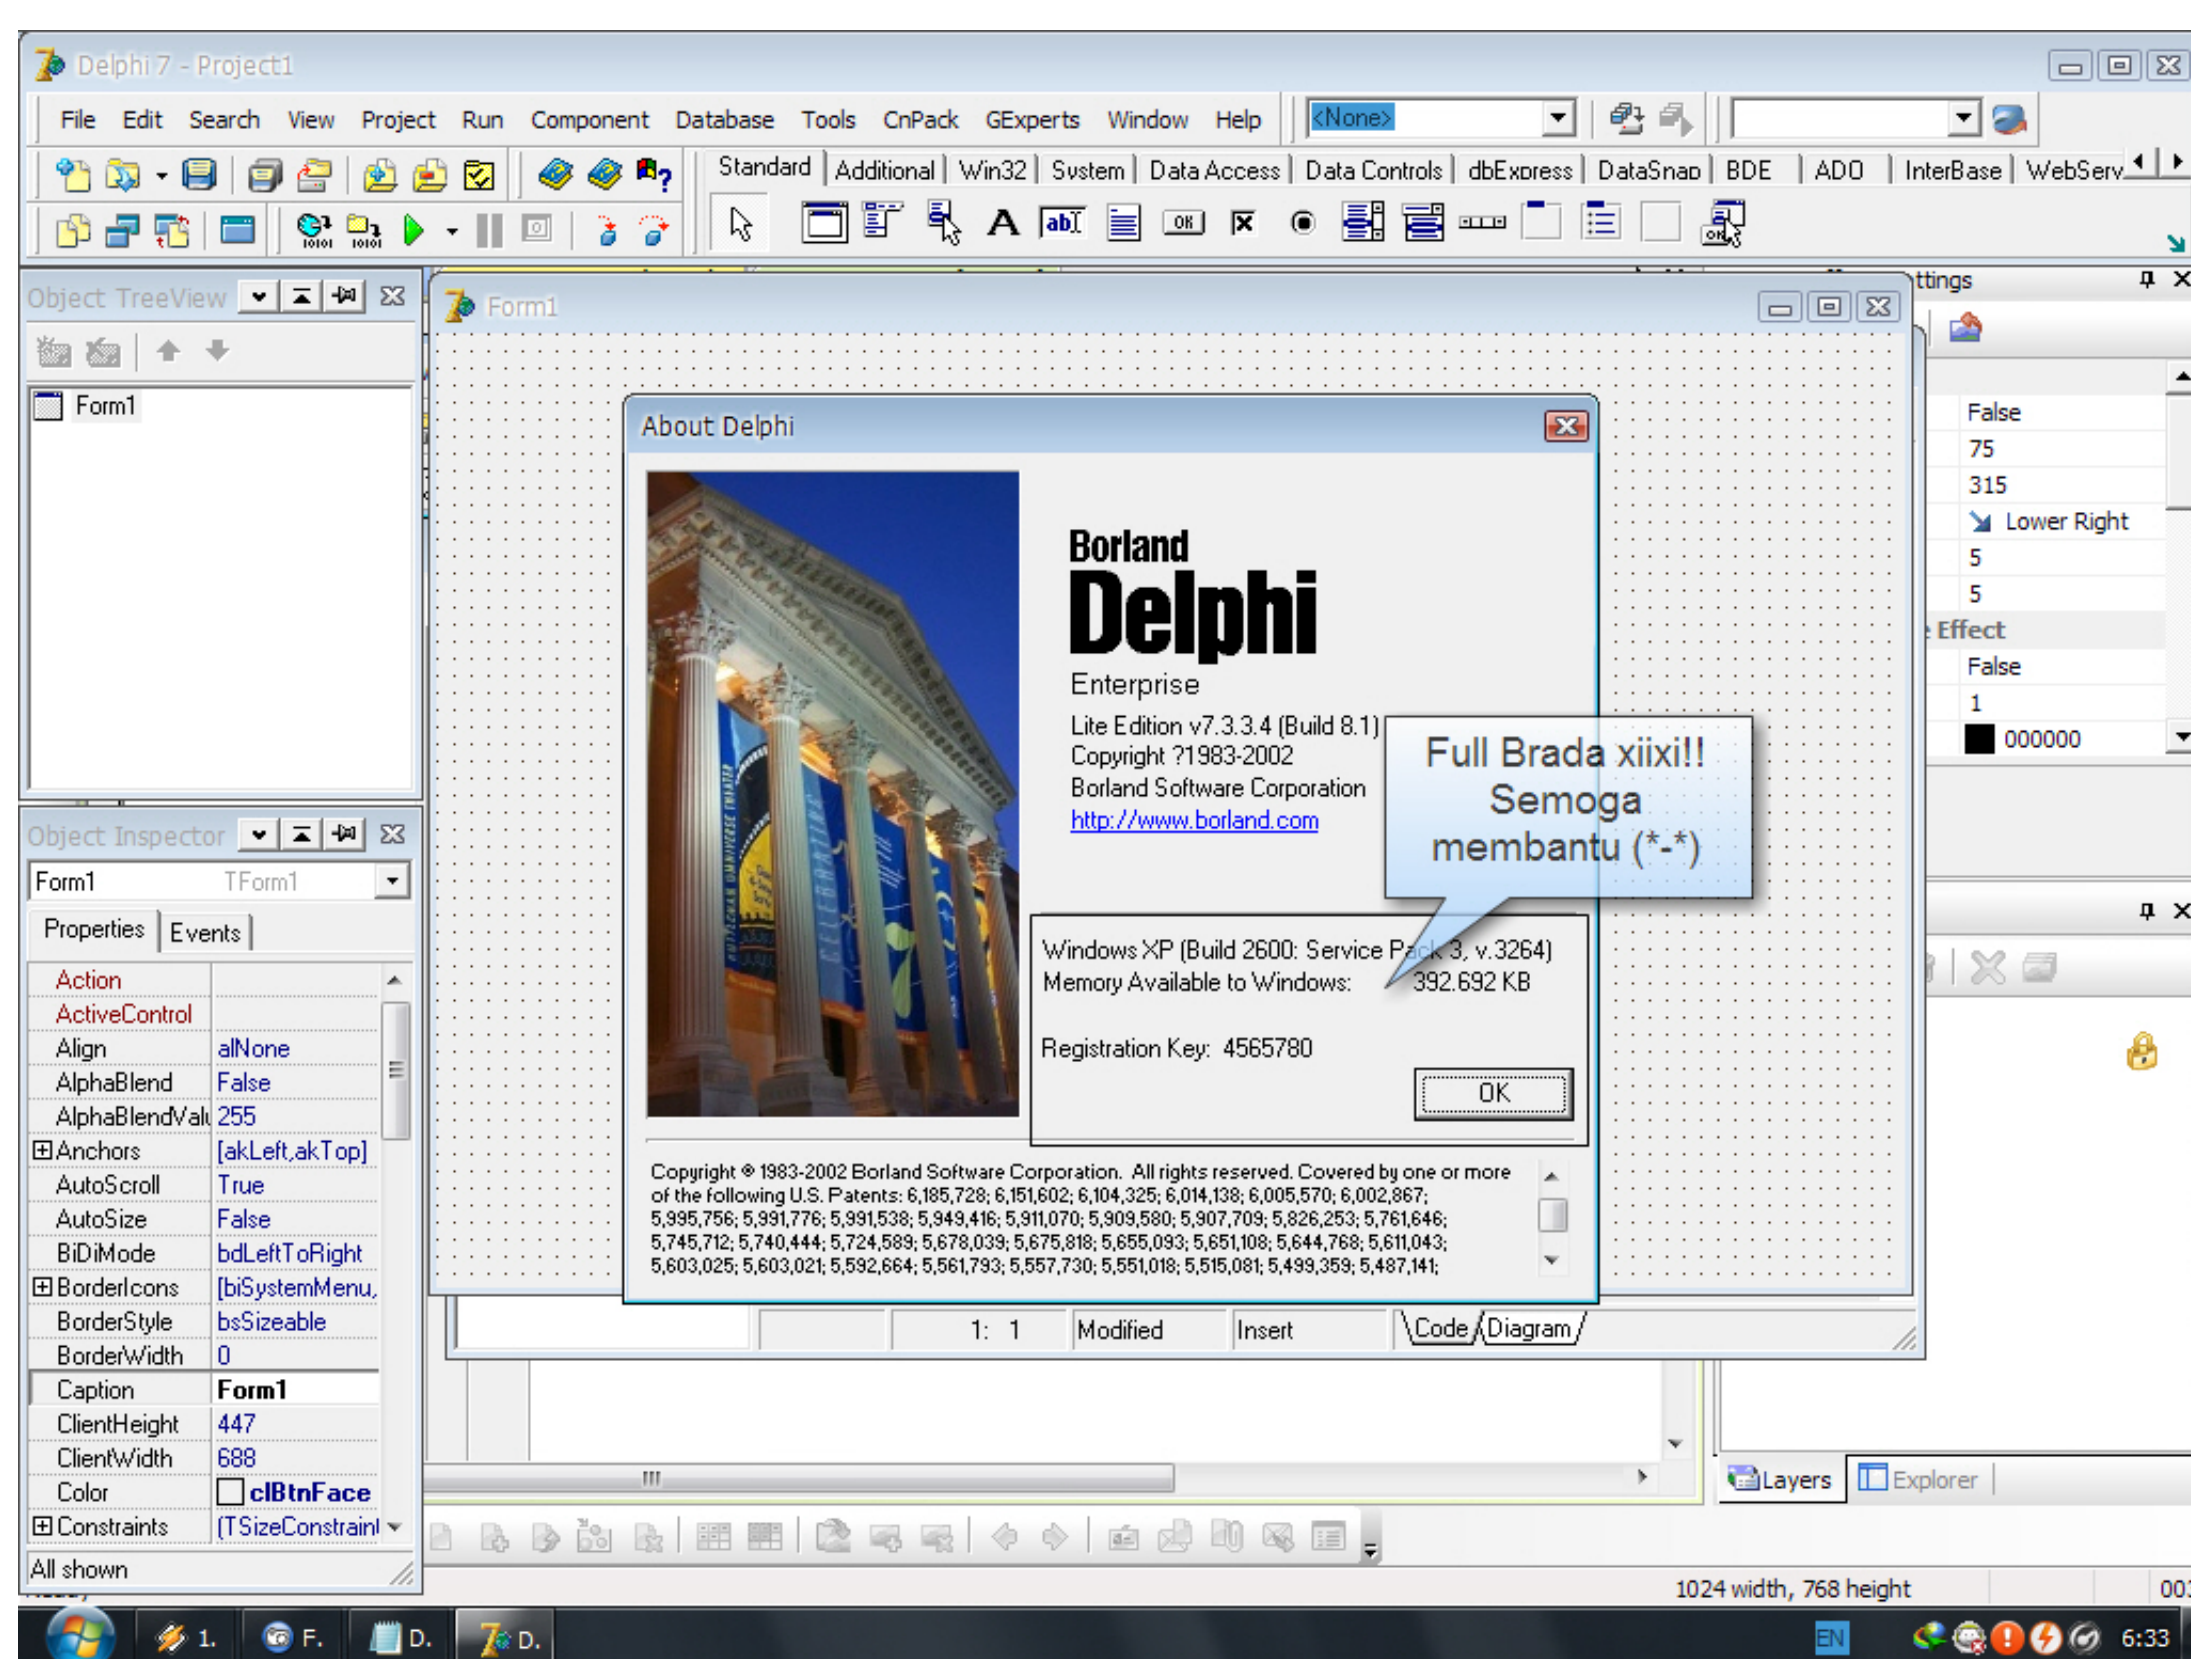 Delphi 7 - Project1
File Edit Search View Project Run Component Database Tools CnPack GExperts Window Help <None>
Standard Additional Win32 System Data Access Data Controls dbExpress DataSnap BDE ADO InterBase WebServ
Object TreeView
Form1
Form1
ttings
False
75
315
Lower Right
5
5
Effect
False
1
000000
About Delphi
Borland
Delphi
Enterprise
Lite Edition v7.3.3.4 (Build 8.1)
Copyright ?1983-2002
Borland Software Corporation
http://www.borland.com
Full Brada xiixi!!
Semoga
membantu (*-*)
Windows XP (Build 2600: Service Pack 3, v.3264)
Memory Available to Windows: 392.692 KB
Registration Key: 4565780
OK
Copyright © 1983-2002 Borland Software Corporation. All rights reserved. Covered by one or more
of the following U.S. Patents: 6,185,728; 6,151,602; 6,104,325; 6,014,138; 6,005,570; 6,002,867;
5,995,756; 5,991,776; 5,991,538; 5,949,416; 5,911,070; 5,909,580; 5,907,709; 5,826,253; 5,761,646;
5,745,712; 5,740,444; 5,724,589; 5,678,039; 5,675,818; 5,655,093; 5,651,108; 5,644,768; 5,611,043;
5,603,025; 5,603,021; 5,592,664; 5,561,793; 5,557,730; 5,551,018; 5,515,081; 5,499,359; 5,487,141;
1: 1 Modified Insert Code Diagram
Object Inspector
Form1 TForm1
Properties Events
Action
ActiveControl
Align alNone
AlphaBlend False
AlphaBlendValu 255
Anchors [akLeft,akTop]
AutoScroll True
AutoSize False
BiDiMode bdLeftToRight
BorderIcons [biSystemMenu,
BorderStyle bsSizeable
BorderWidth 0
Caption Form1
ClientHeight 447
ClientWidth 688
Color clBtnFace
Constraints (TSizeConstraint
All shown
Layers Explorer
1024 width, 768 height
1. F. D. D. EN 6:33